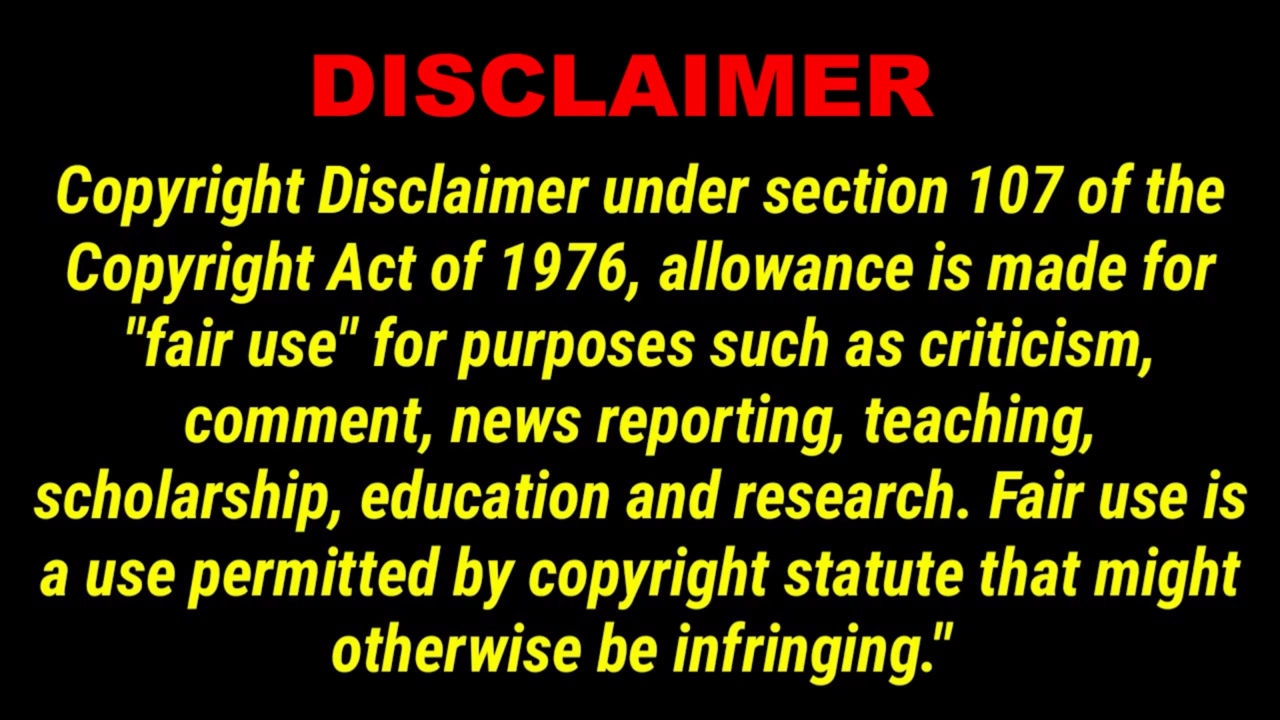 DISCLAIMER
Copyright Disclaimer under section 107 of the
Copyright Act of 1976, allowance is made for
"fair use" for purposes such as criticism,
comment, news reporting, teaching,
scholarship, education and research. Fair use is
a use permitted by copyright statute that might
otherwise be infringing."